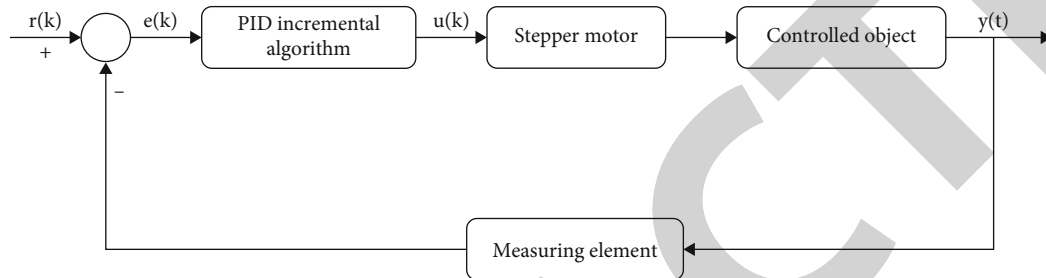 r(k)
+
e(k)
PID incremental
algorithm
u(k)
Stepper motor
Controlled object
y(t)
–
Measuring element